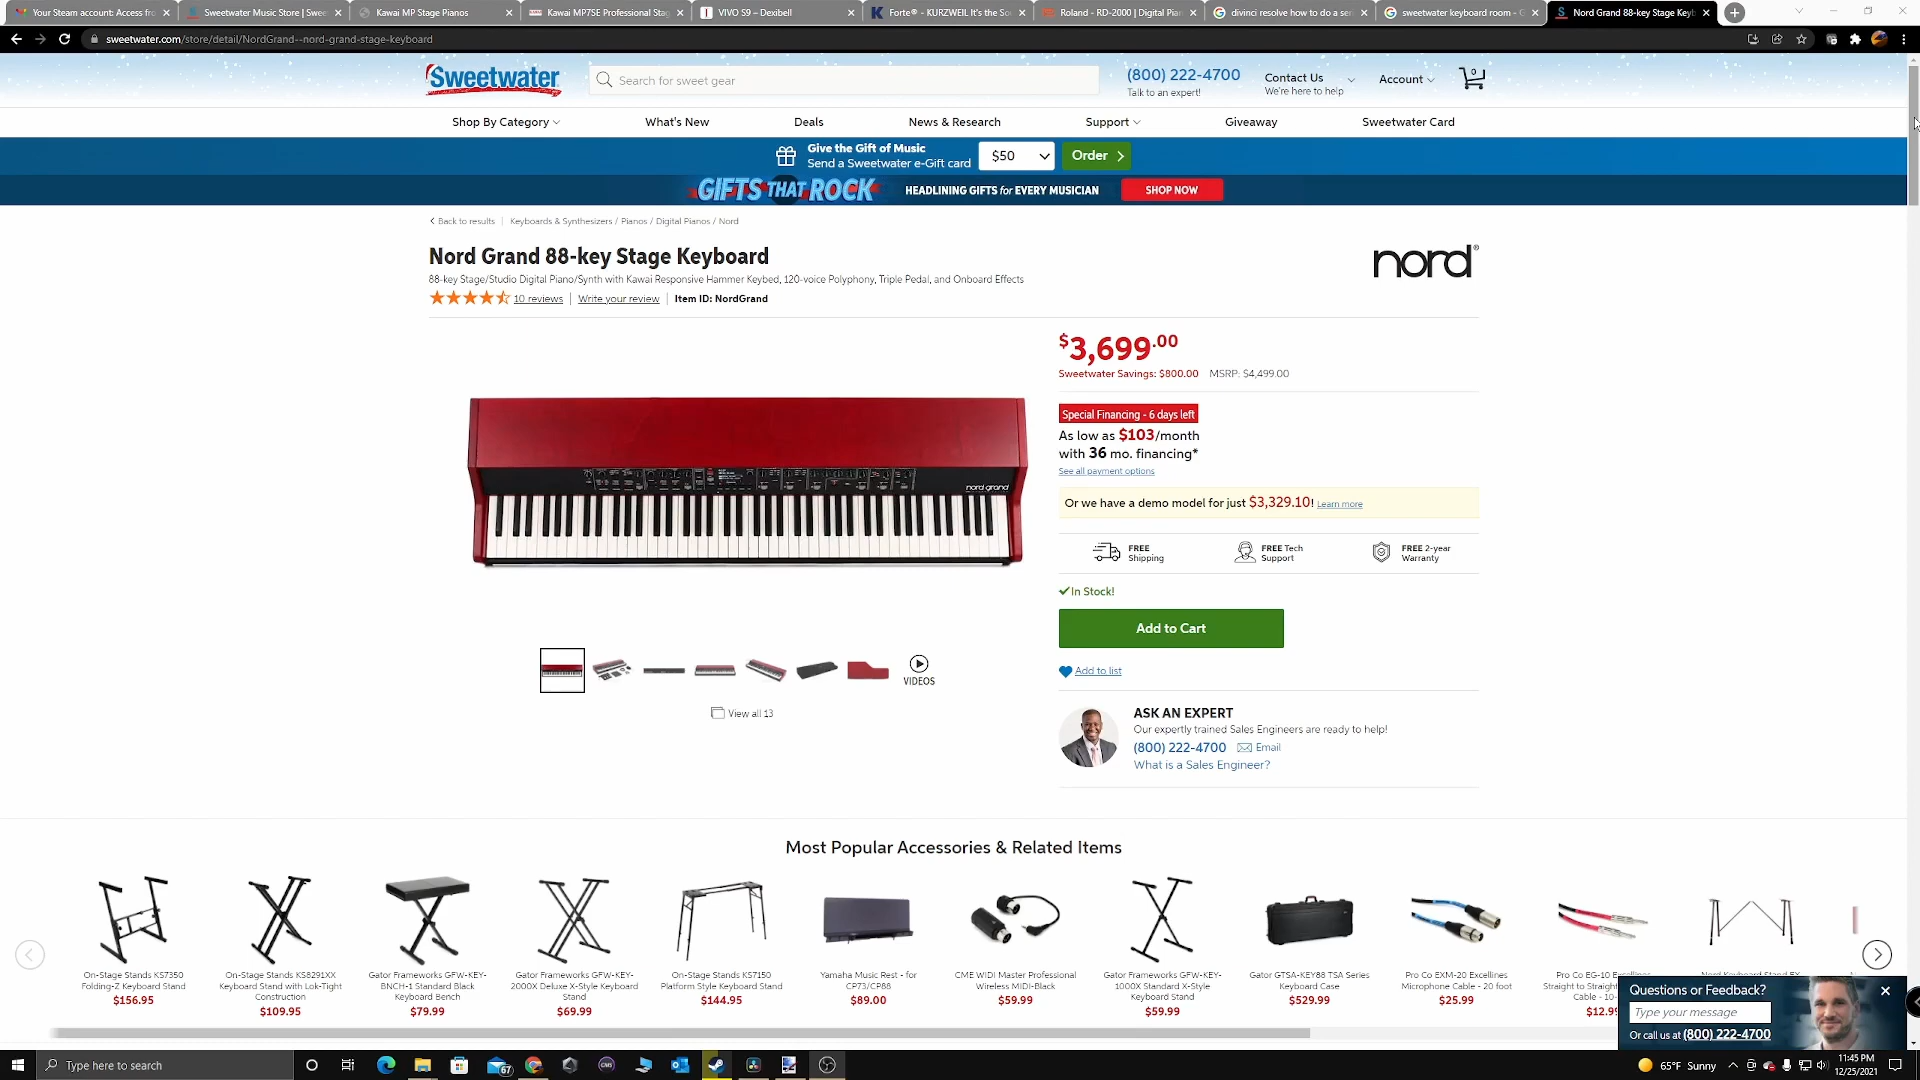 Your Steam account: Access fro
Sweetwater Music Store | Swee
Kawai MP Stage Pianos
Kawai MP7SE Professional Stag
VIVO S9 – Dexibell
Forte® - KURZWEIL It's the So
Roland - RD-2000 | Digital Pian
divinci resolve how to do a ser
sweetwater keyboard room - G
Nord Grand 88-key Stage Keyb
sweetwater.com/store/detail/NordGrand--nord-grand-stage-keyboard
Sweetwater
Search for sweet gear
(800) 222-4700
Talk to an expert!
Contact Us
We're here to help
Account
0
Shop By Category
What's New
Deals
News & Research
Support
Giveaway
Sweetwater Card
Give the Gift of Music
Send a Sweetwater e-Gift card
$50
Order
GIFTS THAT ROCK
HEADLINING GIFTS for EVERY MUSICIAN
SHOP NOW
Back to results
Keyboards & Synthesizers / Pianos / Digital Pianos / Nord
Nord Grand 88-key Stage Keyboard
nord®
88-key Stage/Studio Digital Piano/Synth with Kawai Responsive Hammer Keybed, 120-voice Polyphony, Triple Pedal, and Onboard Effects
10 reviews | Write your review | Item ID: NordGrand
$3,699.00
Sweetwater Savings: $800.00 MSRP: $4,499.00
Special Financing - 6 days left
As low as $103/month
with 36 mo. financing*
See all payment options
nord grand
Or we have a demo model for just $3,329.10! Learn more
FREE Shipping
FREE Tech Support
FREE 2-year Warranty
In Stock!
Add to Cart
Add to list
VIDEOS
View all 13
ASK AN EXPERT
Our expertly trained Sales Engineers are ready to help!
(800) 222-4700 Email
What is a Sales Engineer?
Most Popular Accessories & Related Items
On-Stage Stands KS7350
Folding-Z Keyboard Stand
$156.95
On-Stage Stands KS8291XX
Keyboard Stand with Lok-Tight
Construction
$109.95
Gator Frameworks GFW-KEY-
BNCH-1 Standard Black
Keyboard Bench
$79.99
Gator Frameworks GFW-KEY-
2000X Deluxe X-Style Keyboard
Stand
$69.99
On-Stage Stands KS7150
Platform Style Keyboard Stand
$144.95
Yamaha Music Rest - for
CP73/CP88
$89.00
CME WIDI Master Professional
Wireless MIDI-Black
$59.99
Gator Frameworks GFW-KEY-
1000X Standard X-Style
Keyboard Stand
$59.99
Gator GTSA-KEY88 TSA Series
Keyboard Case
$529.99
Pro Co EXM-20 Excellines
Microphone Cable - 20 foot
$25.99
Pro Co EG-10 Excellines
Straight to Straight
Cable - 10-
$12.99
Nord Keyboard Stand EX
Questions or Feedback?
Type your message
Or call us at (800) 222-4700
Type here to search
67
65°F Sunny
11:45 PM
12/25/2021